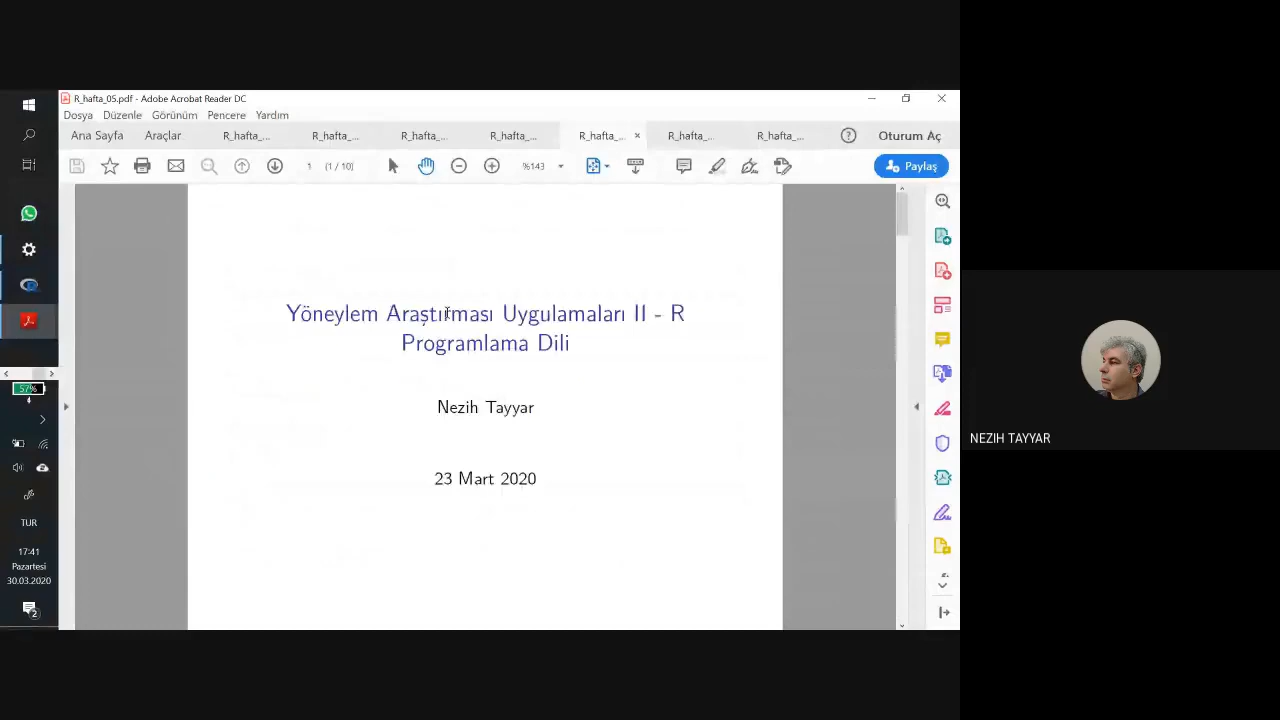 R_hafta_05.pdf - Adobe Acrobat Reader DC
Dosya Düzenle Görünüm Pencere Yardım
Ana Sayfa Araçlar R_hafta_... R_hafta_... R_hafta_... R_hafta_... R_hafta_... × R_hafta_... R_hafta_... ? Oturum Aç
1 (1 / 10) %143 Paylaş
Yöneylem Araştırması Uygulamaları II - R
Programlama Dili
Nezih Tayyar
23 Mart 2020
57%
TUR
17:41
Pazartesi
30.03.2020
2
NEZIH TAYYAR